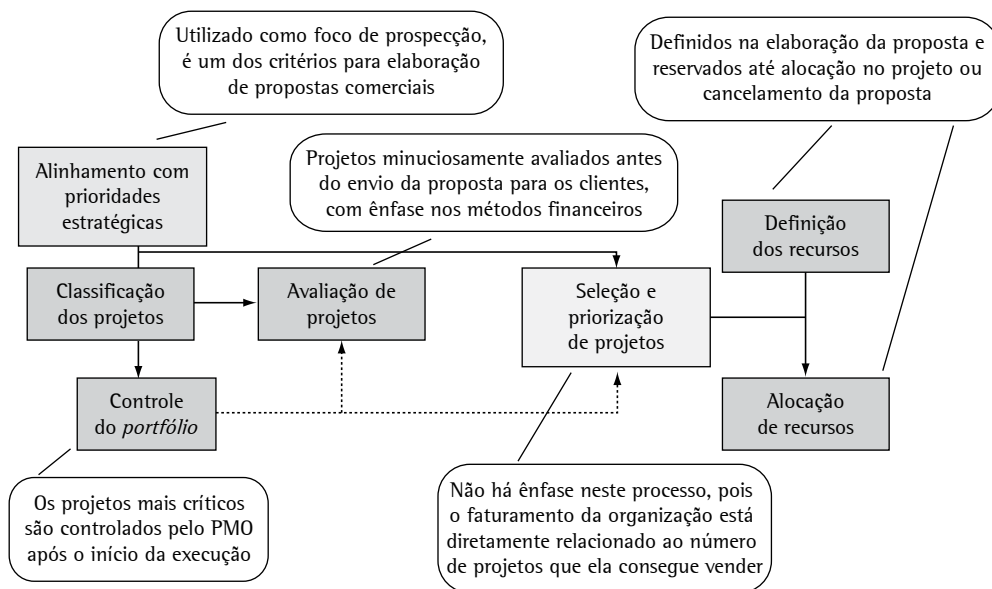 Utilizado como foco de prospecção,
é um dos critérios para elaboração
de propostas comerciais
Definidos na elaboração da proposta e
reservados até alocação no projeto ou
cancelamento da proposta
Alinhamento com
prioridades
estratégicas
Projetos minuciosamente avaliados antes
do envio da proposta para os clientes,
com ênfase nos métodos financeiros
Definição
dos recursos
Classificação
dos projetos
Avaliação de
projetos
Seleção e
priorização
de projetos
Controle
do portfólio
Alocação
de recursos
Os projetos mais críticos
são controlados pelo PMO
após o início da execução
Não há ênfase neste processo, pois
o faturamento da organização está
diretamente relacionado ao número
de projetos que ela consegue vender